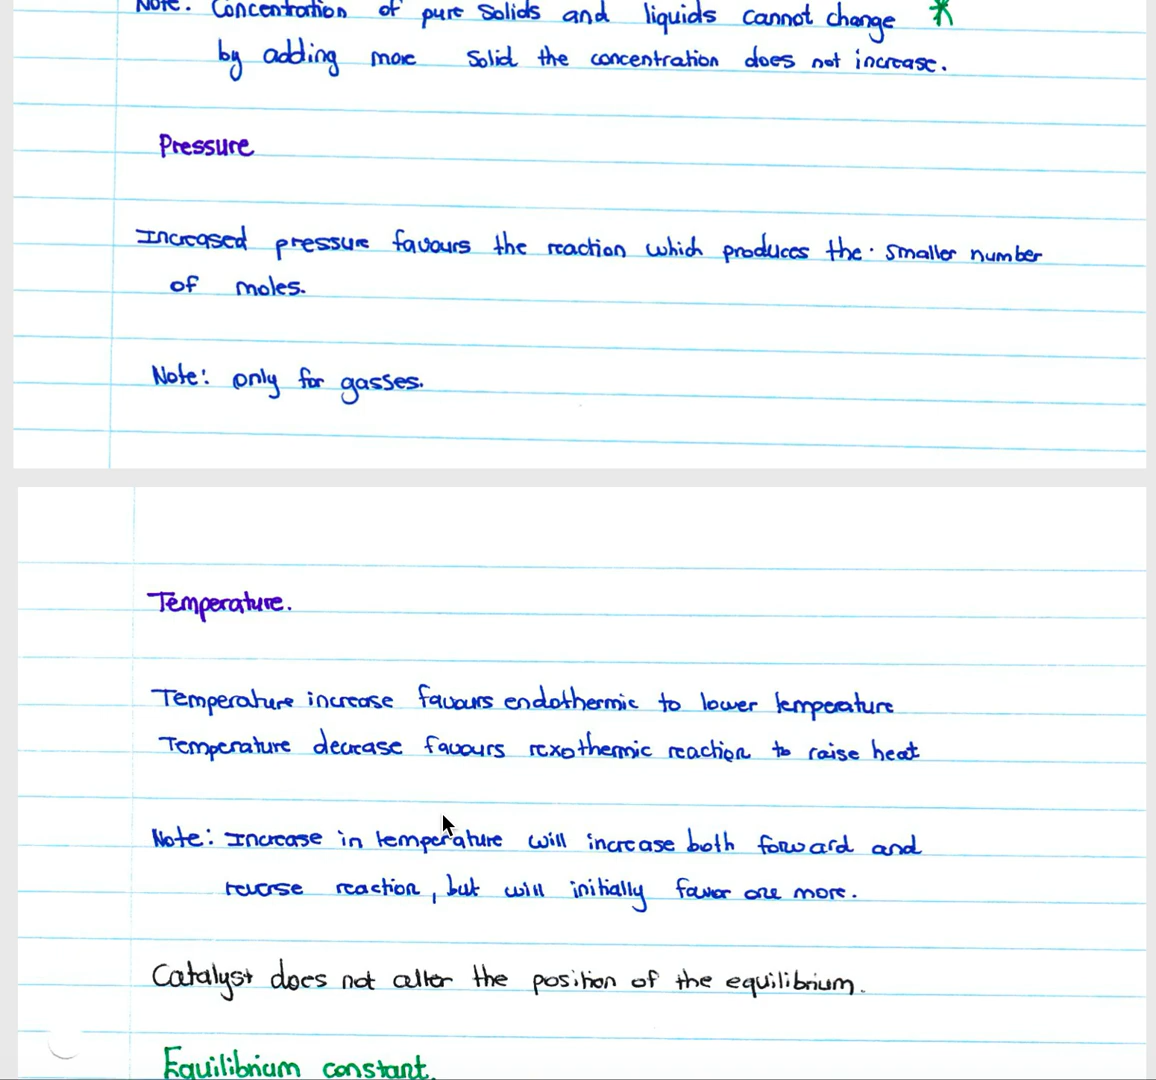 Note: Concentration of pure solids and liquids cannot change *
by adding more solid the concentration does not increase.
Pressure
Increased pressure favours the reaction which produces the smaller number
of moles.
Note: only for gasses.
Temperature.
Temperature increase favours endothermic to lower temperature
Temperature decrease favours rexothermic reaction to raise heat
Note: Increase in temperature will increase both forward and
reverse reaction, but will initially favor one more.
Catalyst does not alter the position of the equilibrium.
Equilibrium constant.